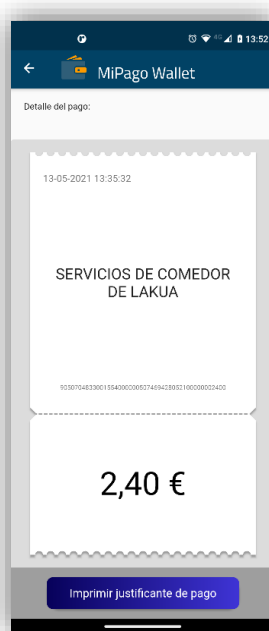 4G 13:52
MiPago Wallet
Detalle del pago:
13-05-2021 13:35:32
SERVICIOS DE COMEDOR
DE LAKUA
2,40 €
Imprimir justificante de pago